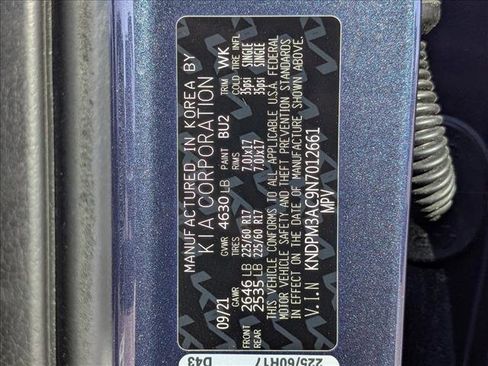 MANUFACTURED IN KOREA BY
KIA CORPORATION
09/21 GVWR 4630 LB PAINT BU2 TRIM WK
GAWR TIRES RIMS COLD TIRE INFL
FRONT 2646 LB 225/60 R17 7.0JX17 35psi SINGLE
REAR 2535 LB 225/60 R17 7.0JX17 35psi SINGLE
THIS VEHICLE CONFORMS TO ALL APPLICABLE U.S.A. FEDERAL
MOTOR VEHICLE SAFETY AND THEFT PREVENTION STANDARDS
IN EFFECT ON THE DATE OF MANUFACTURE SHOWN ABOVE.
V.I.N KNDPM3AC9N7012661
MPV
D43
225/60R17